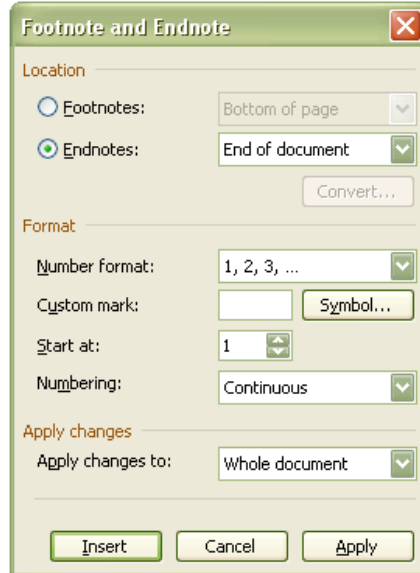 Footnote and Endnote
Location
Footnotes: Bottom of page
Endnotes: End of document
Convert...
Format
Number format: 1, 2, 3, ...
Custom mark: Symbol...
Start at: 1
Numbering: Continuous
Apply changes
Apply changes to: Whole document
Insert Cancel Apply